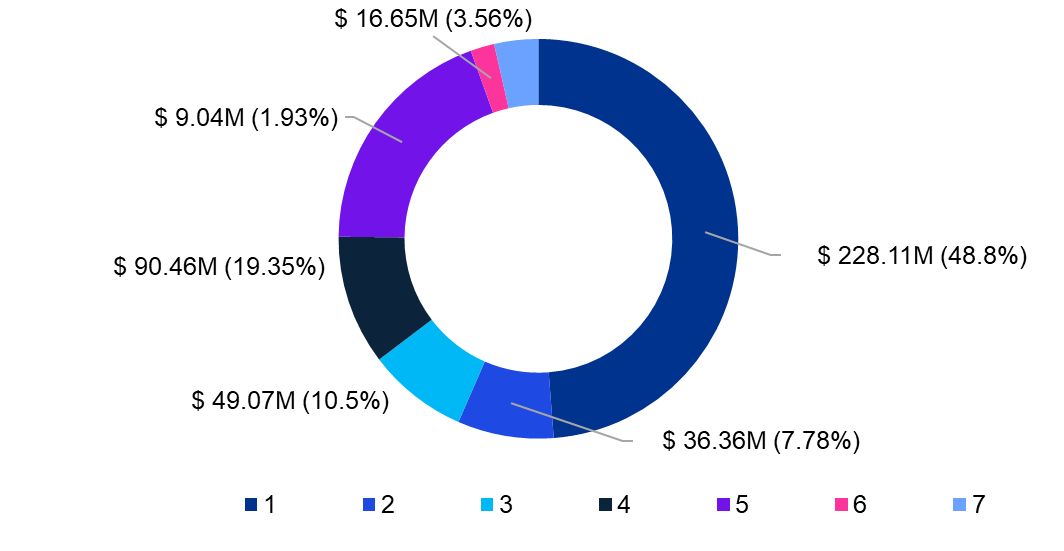 $ 16.65M (3.56%)
$ 9.04M (1.93%)
$ 90.46M (19.35%)
$ 228.11M (48.8%)
$ 49.07M (10.5%)
$ 36.36M (7.78%)
1 2 3 4 5 6 7